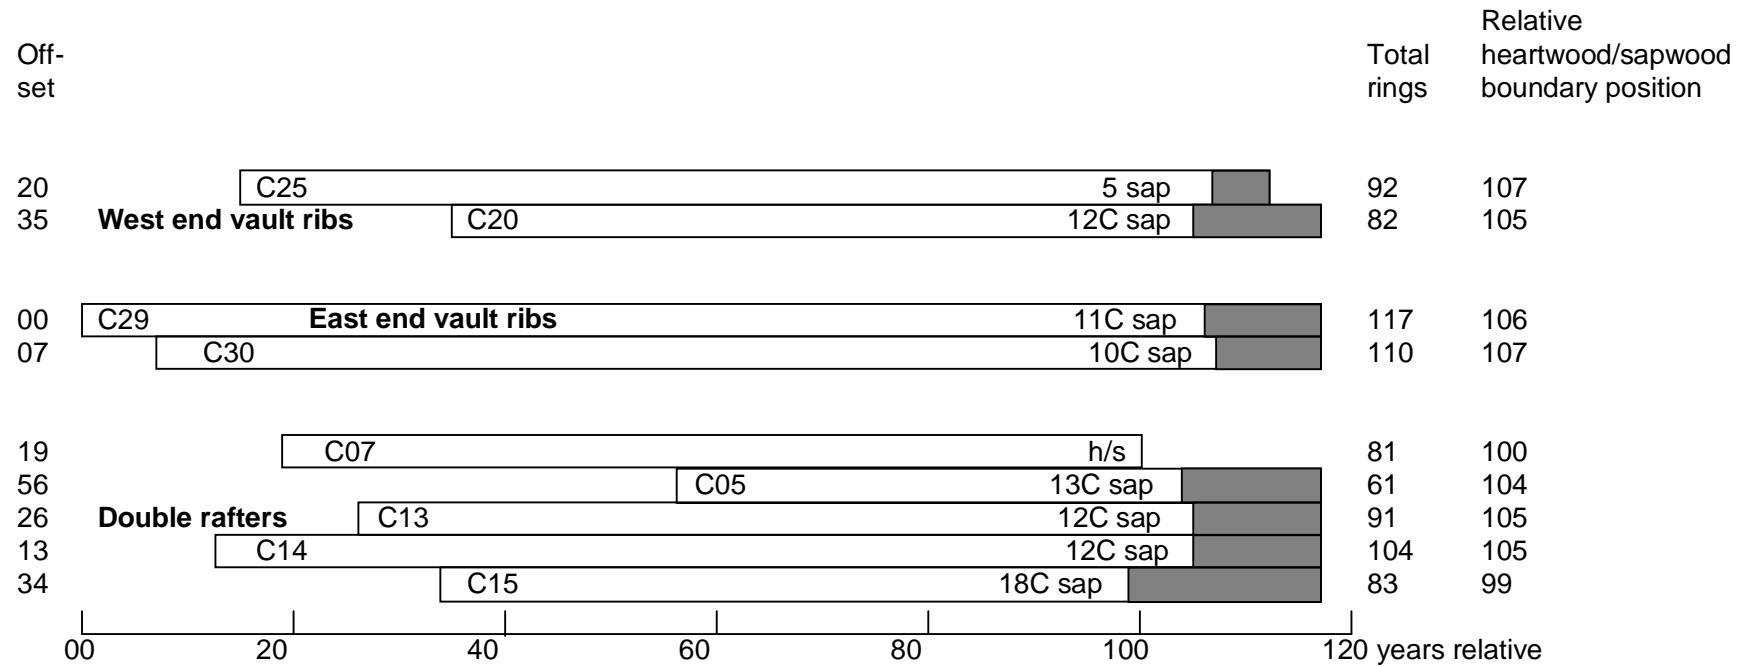 Relative
Off- Total heartwood/sapwood
set rings boundary position
20 C25 5 sap 92 107
35 West end vault ribs C20 12C sap 82 105
00 C29 East end vault ribs 11C sap 117 106
07 C30 10C sap 110 107
19 C07 h/s 81 100
56 C05 13C sap 61 104
26 Double rafters C13 12C sap 91 105
13 C14 12C sap 104 105
34 C15 18C sap 83 99
00 20 40 60 80 100 120 years relative